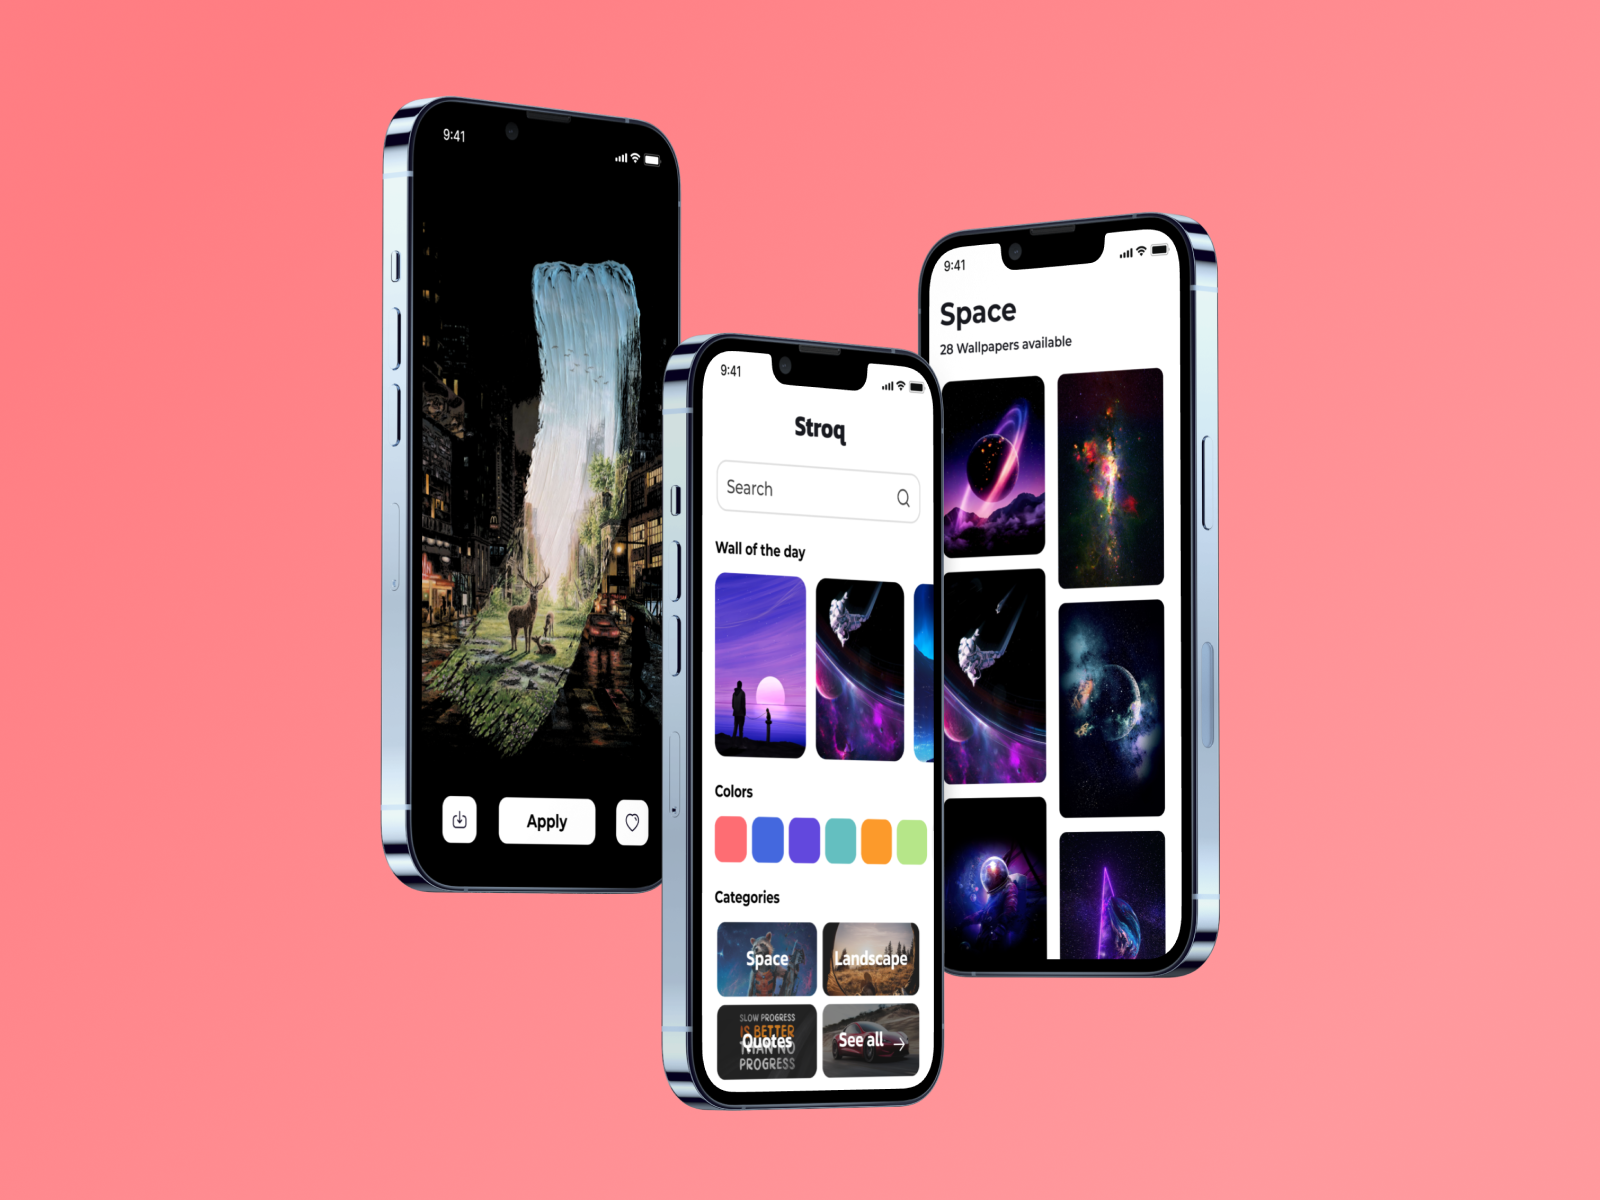 9:41
Apply
9:41
Stroq
Search
Wall of the day
Colors
Categories
Space
Landscape
SLOW PROGRESS
IS BETTER
THAN NO
PROGRESS
Quotes
See all
9:41
Space
28 Wallpapers available